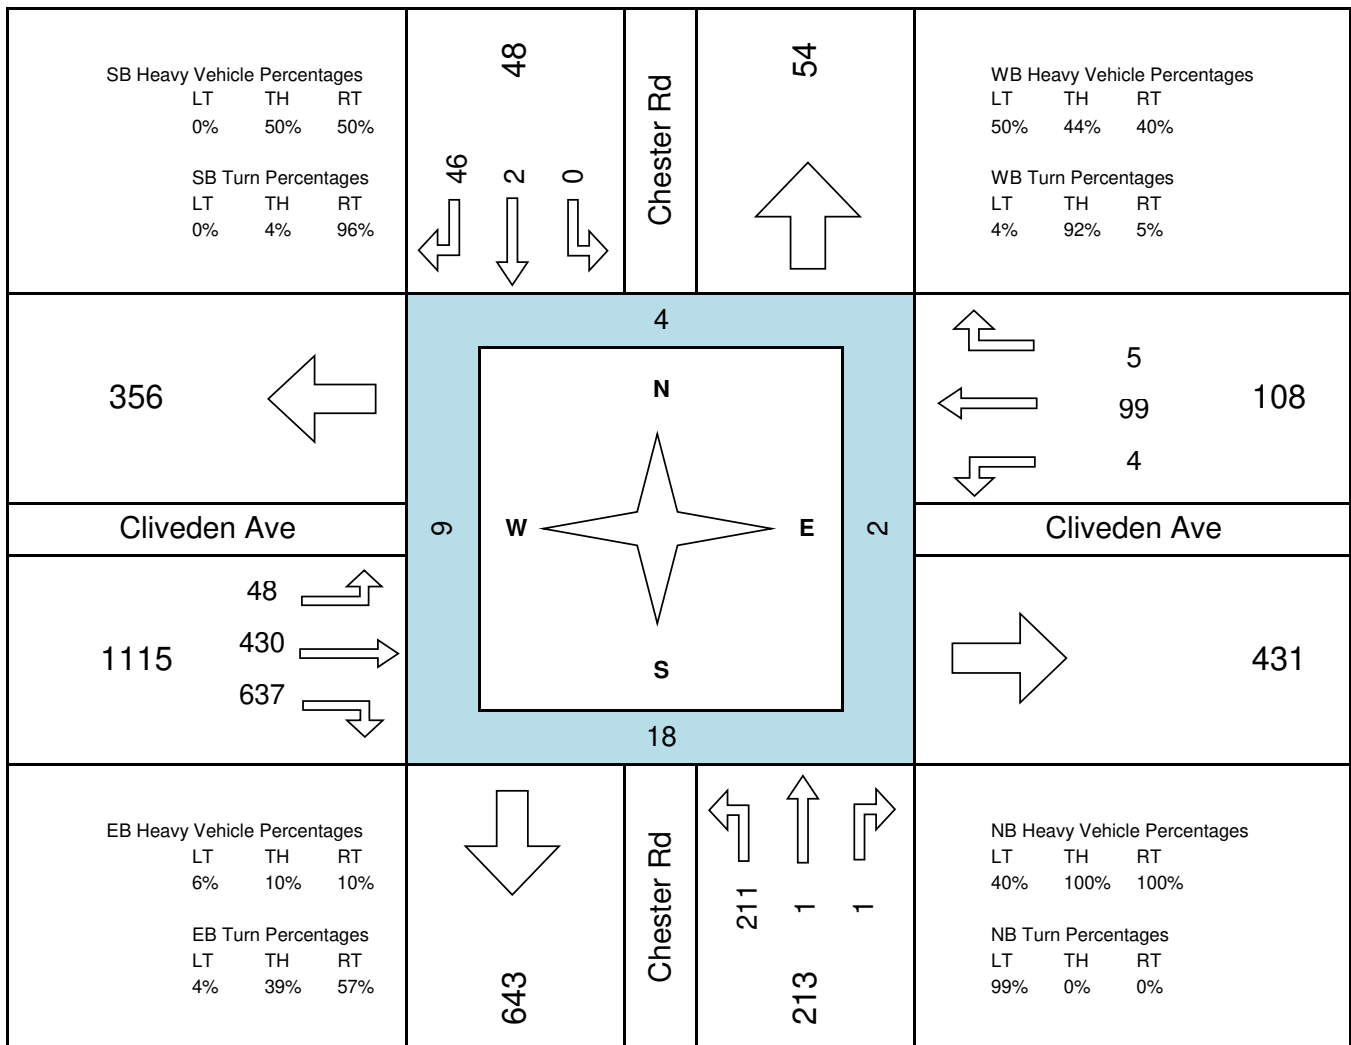 SB Heavy Vehicle Percentages
LT TH RT
0% 50% 50%
SB Turn Percentages
LT TH RT
0% 4% 96%
48
46 2 0
Chester Rd
54
WB Heavy Vehicle Percentages
LT TH RT
50% 44% 40%
WB Turn Percentages
LT TH RT
4% 92% 5%
356
4
N
W E
S
9
2
18
5
99
4
108
Cliveden Ave
Cliveden Ave
1115
48
430
637
431
EB Heavy Vehicle Percentages
LT TH RT
6% 10% 10%
EB Turn Percentages
LT TH RT
4% 39% 57%
643
Chester Rd
211 1 1
213
NB Heavy Vehicle Percentages
LT TH RT
40% 100% 100%
NB Turn Percentages
LT TH RT
99% 0% 0%